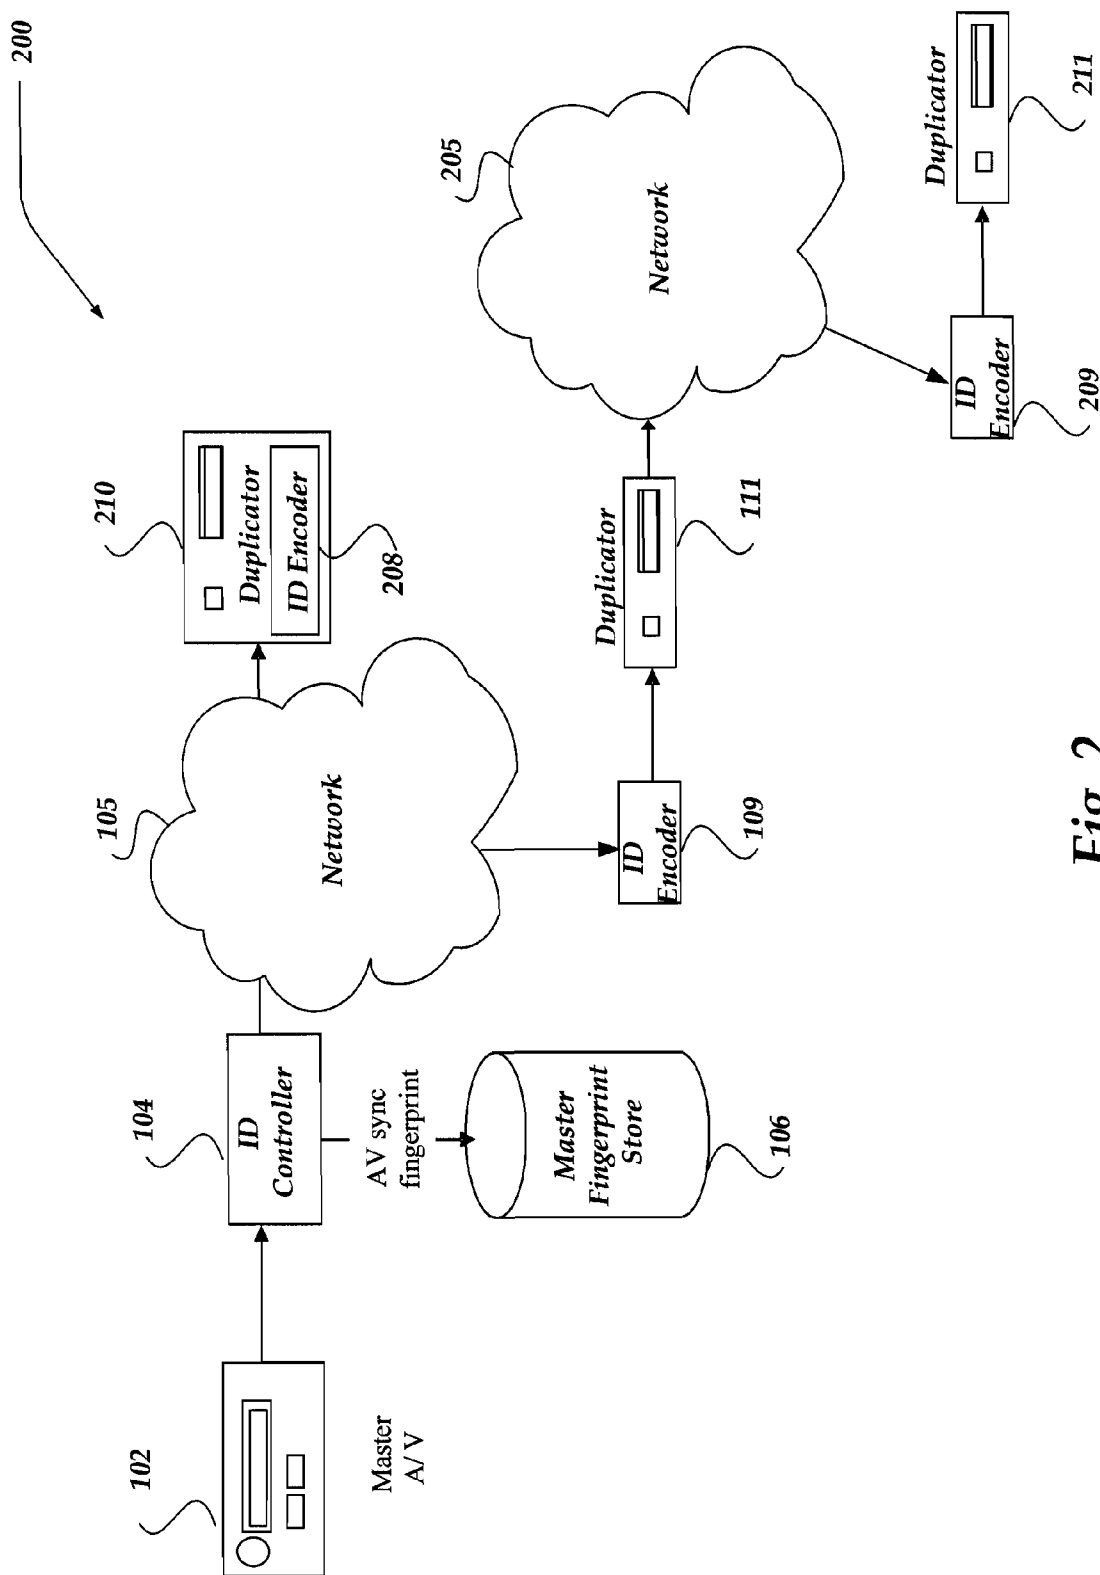 200
102
Master
A/V
104
ID
Controller
AV sync
fingerprint
Master
Fingerprint
Store
106
105
Network
210
Duplicator
ID Encoder
208
ID
Encoder
109
Duplicator
111
205
Network
ID
Encoder
209
Duplicator
211
Fig. 2